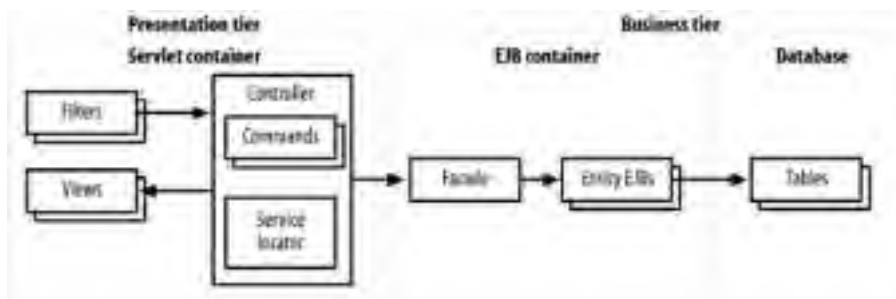 Presentation tier
Business tier
Servlet container
EJB container
Database
Filters
Controller
Commands
Views
Service
locator
Facade
Entity EJBs
Tables